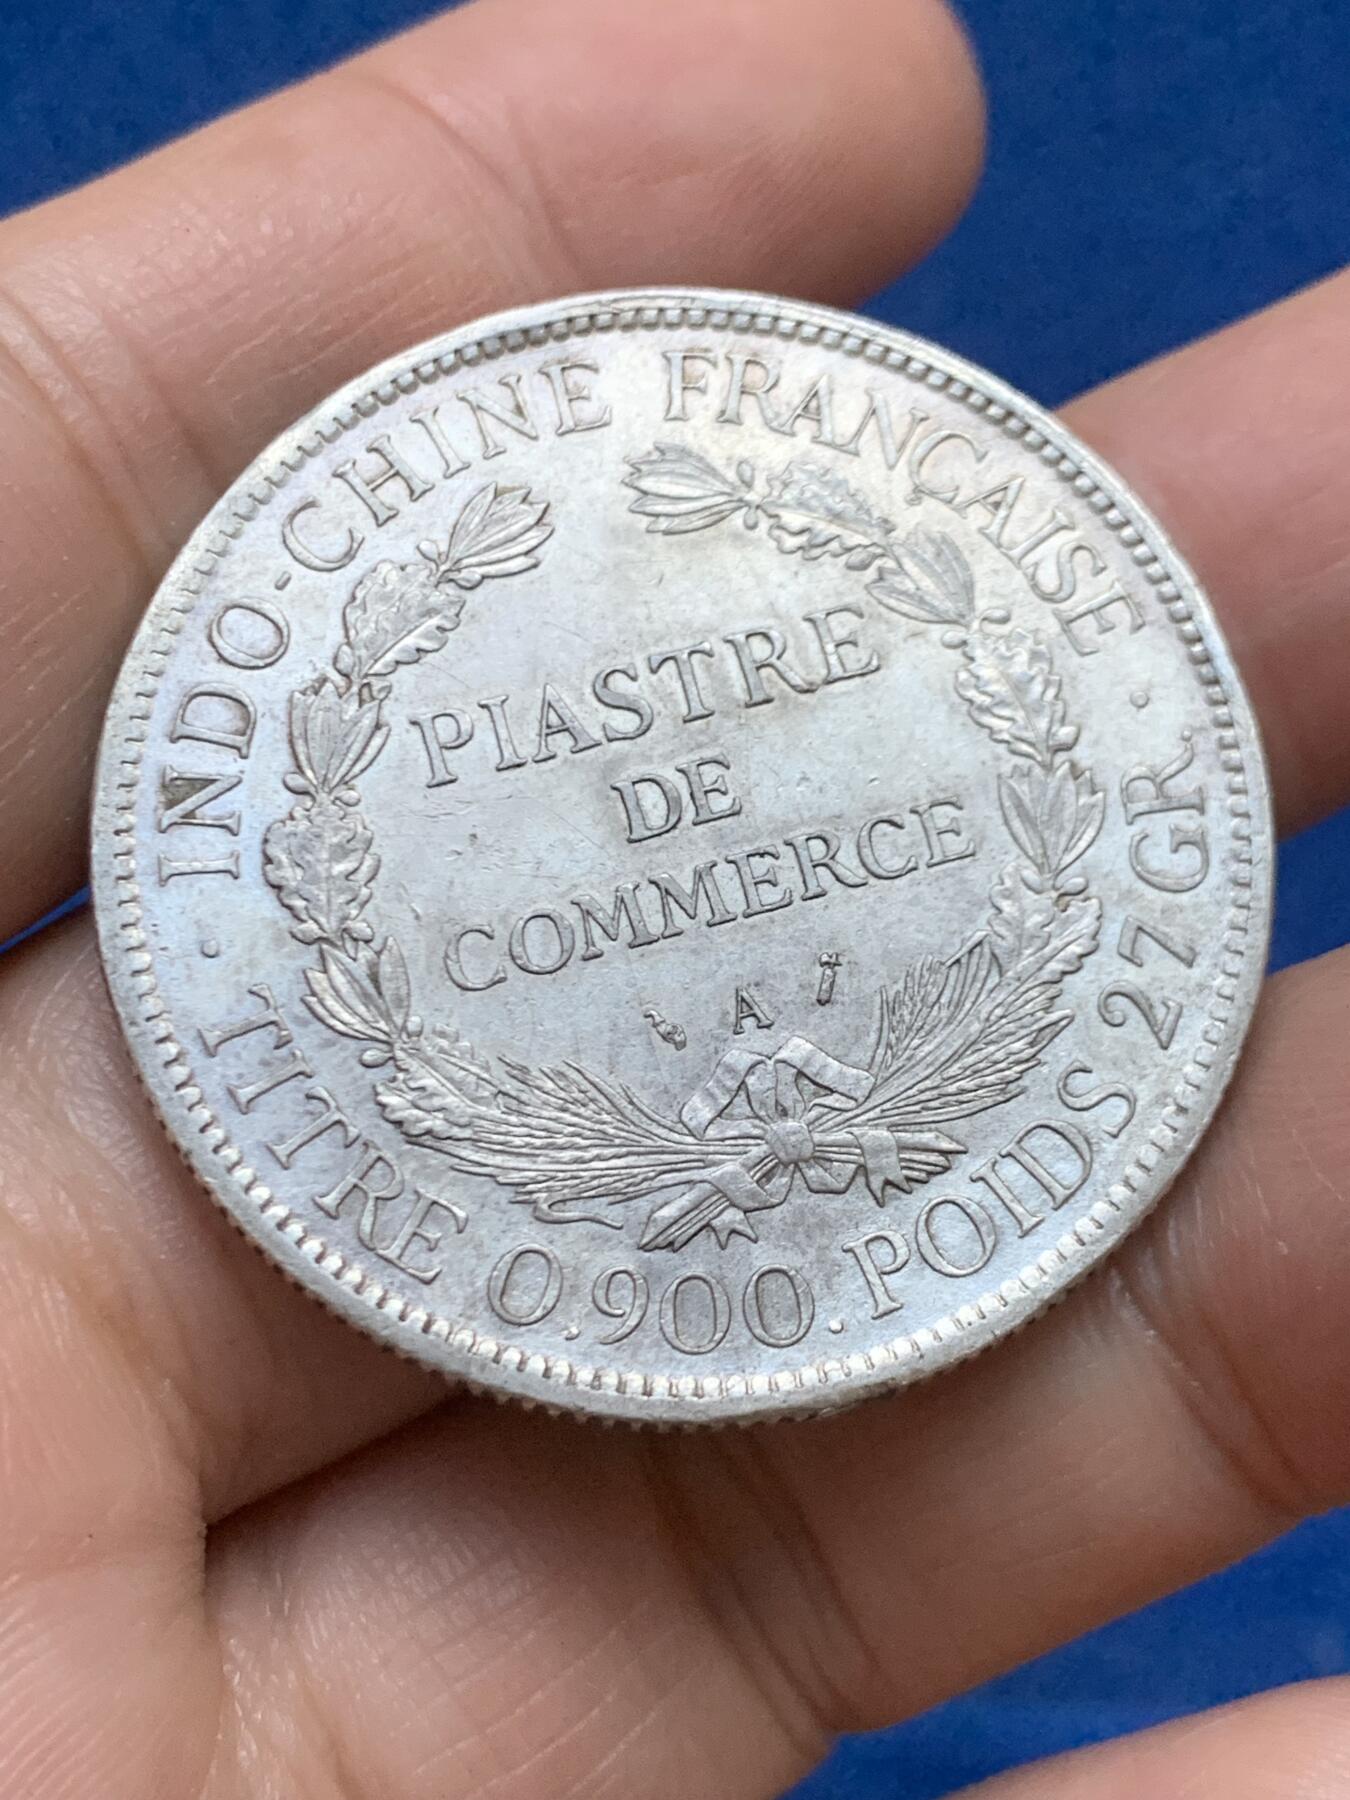 INDO-CHINE FRANÇAISE
PIASTRE
DE
COMMERCE
A
· TITRE 0,900. POIDS 27 GR. ·